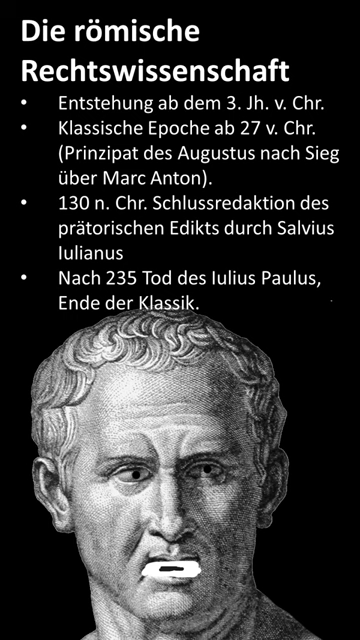 Die römische
Rechtswissenschaft
• Entstehung ab dem 3. Jh. v. Chr.
• Klassische Epoche ab 27 v. Chr.
(Prinzipat des Augustus nach Sieg
über Marc Anton).
• 130 n. Chr. Schlussredaktion des
prätorischen Edikts durch Salvius
Iulianus
• Nach 235 Tod des Iulius Paulus,
Ende der Klassik.